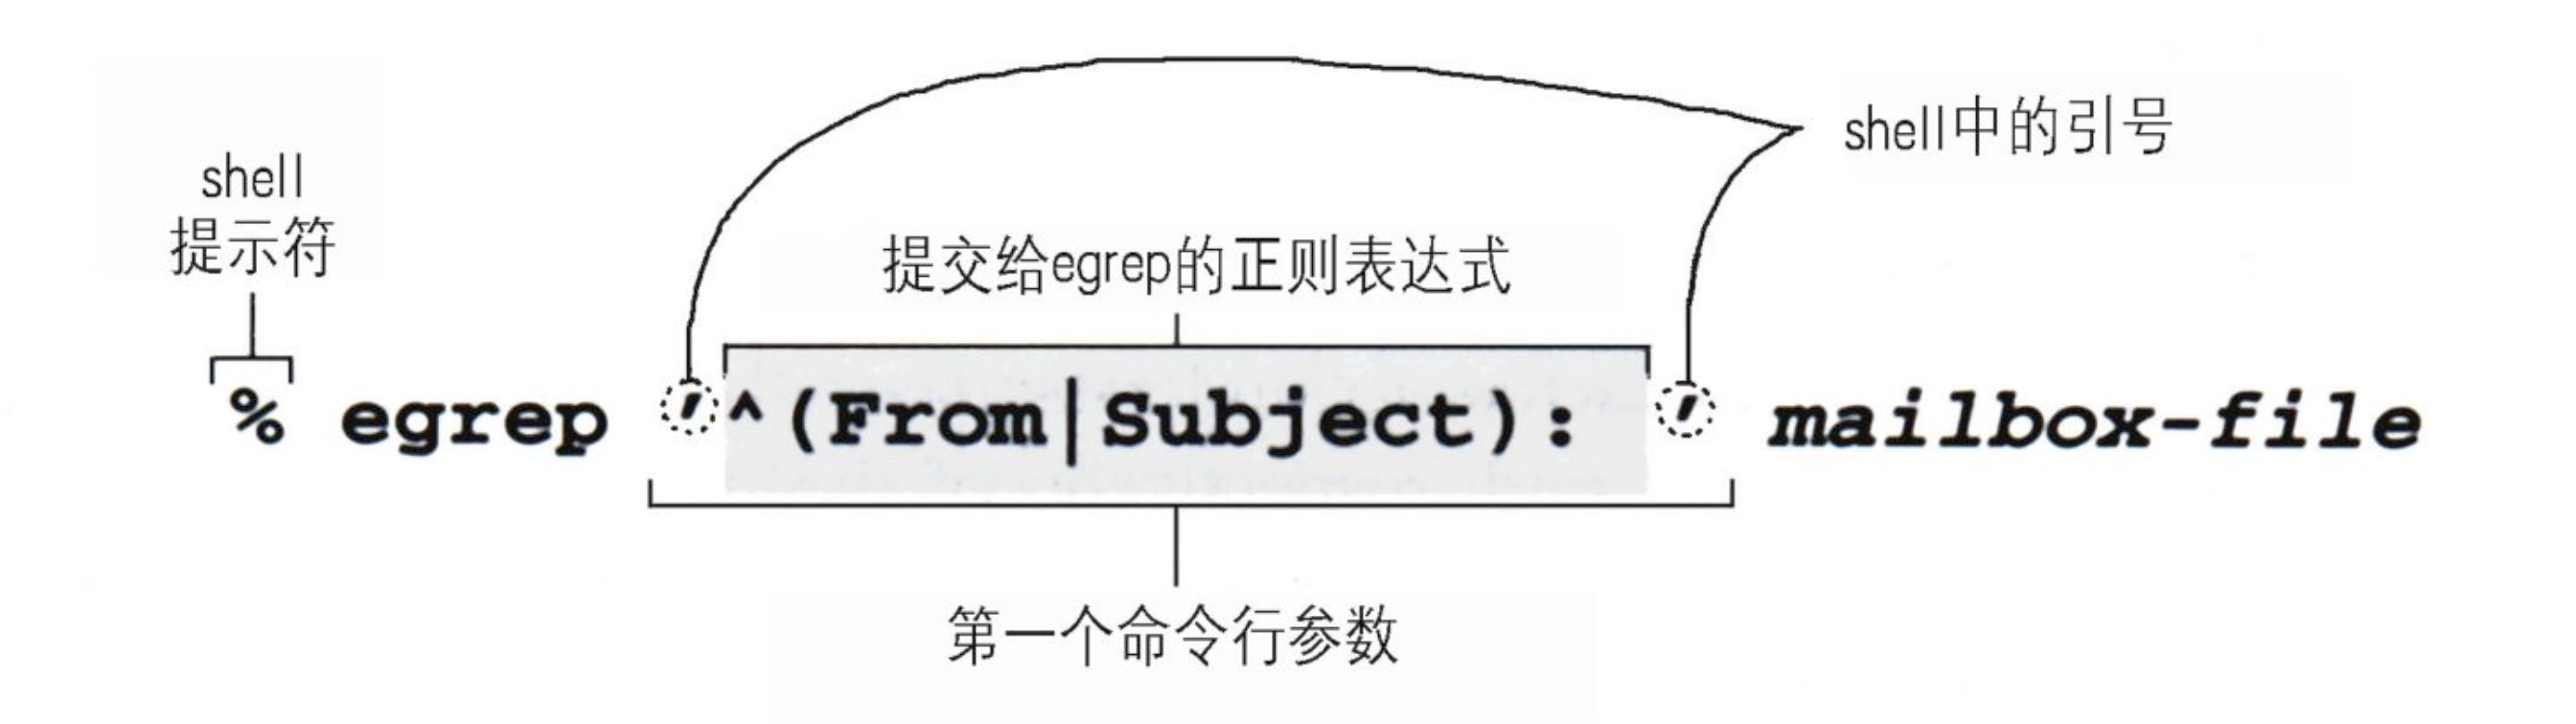 shell中的引号
shell
提示符
提交给egrep的正则表达式
% egrep '^(From|Subject): ' mailbox-file
第一个命令行参数